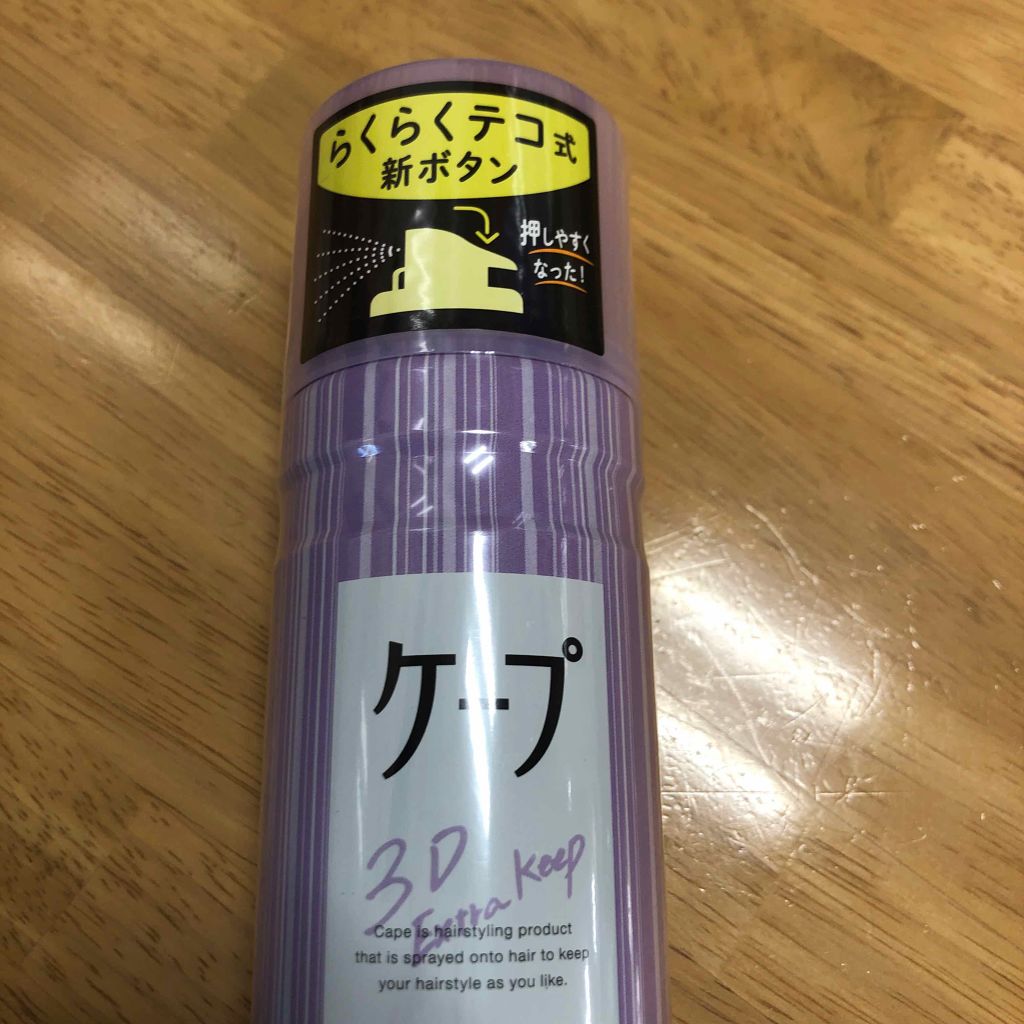 らくらくテコ式
新ボタン
押しやすく
なった!
ケープ
3D
Extra Keep
Cape is hairstyling product
that is sprayed onto hair to keep
your hairstyle as you like.